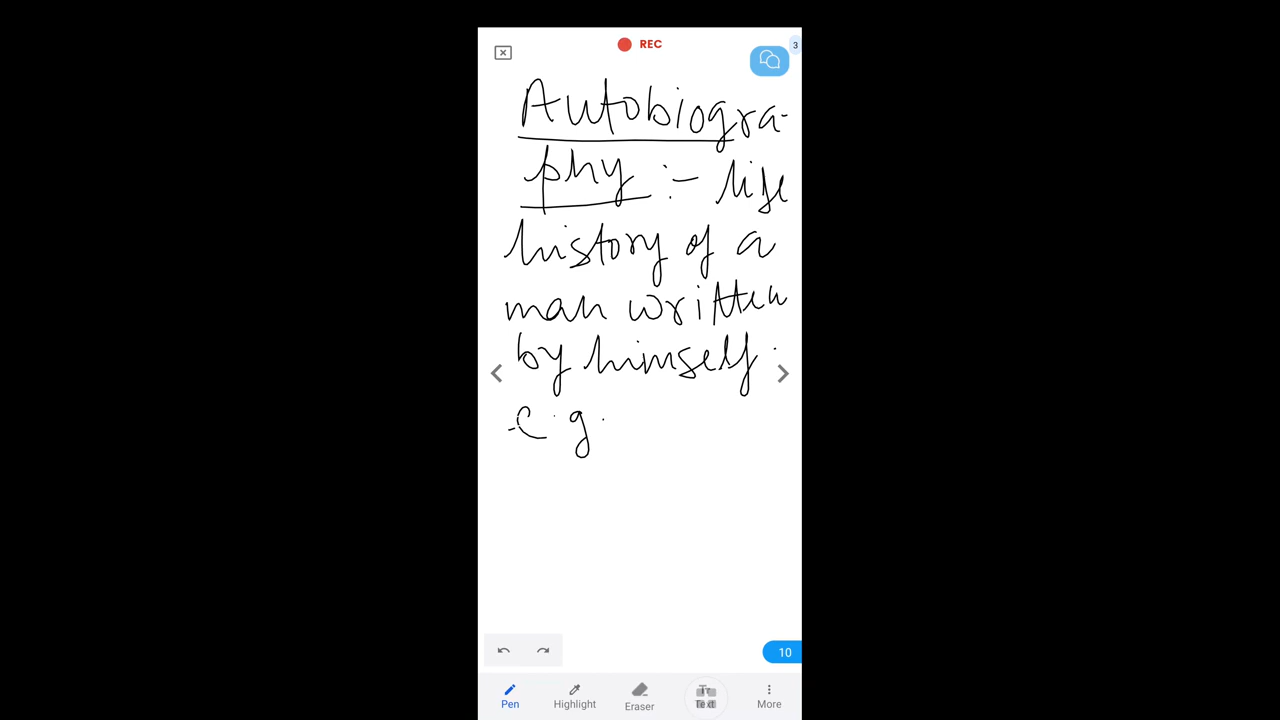 REC
3
Autobiogra-
phy :- life
history of a
man written
by himself.
e.g.
10
Pen
Highlight
Eraser
Text
More